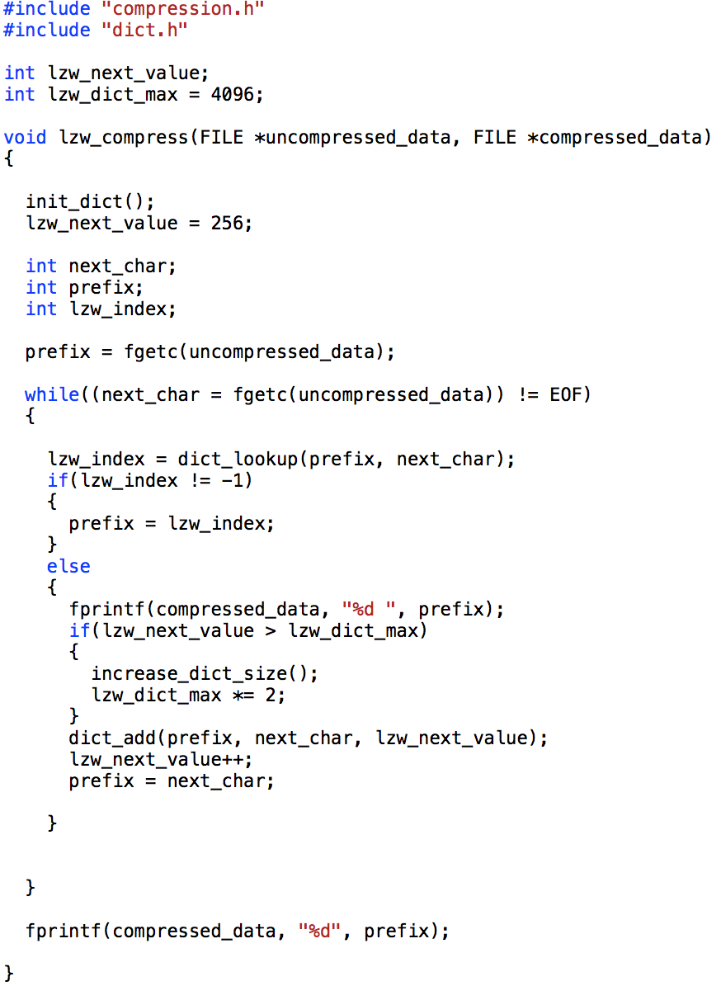 #include "compression.h"
#include "dict.h"

int lzw_next_value;
int lzw_dict_max = 4096;

void lzw_compress(FILE *uncompressed_data, FILE *compressed_data)
{

  init_dict();
  lzw_next_value = 256;

  int next_char;
  int prefix;
  int lzw_index;

  prefix = fgetc(uncompressed_data);

  while((next_char = fgetc(uncompressed_data)) != EOF)
  {

    lzw_index = dict_lookup(prefix, next_char);
    if(lzw_index != -1)
    {
      prefix = lzw_index;
    }
    else
    {
      fprintf(compressed_data, "%d ", prefix);
      if(lzw_next_value > lzw_dict_max)
      {
        increase_dict_size();
        lzw_dict_max *= 2;
      }
      dict_add(prefix, next_char, lzw_next_value);
      lzw_next_value++;
      prefix = next_char;

    }


  }

  fprintf(compressed_data, "%d", prefix);

}